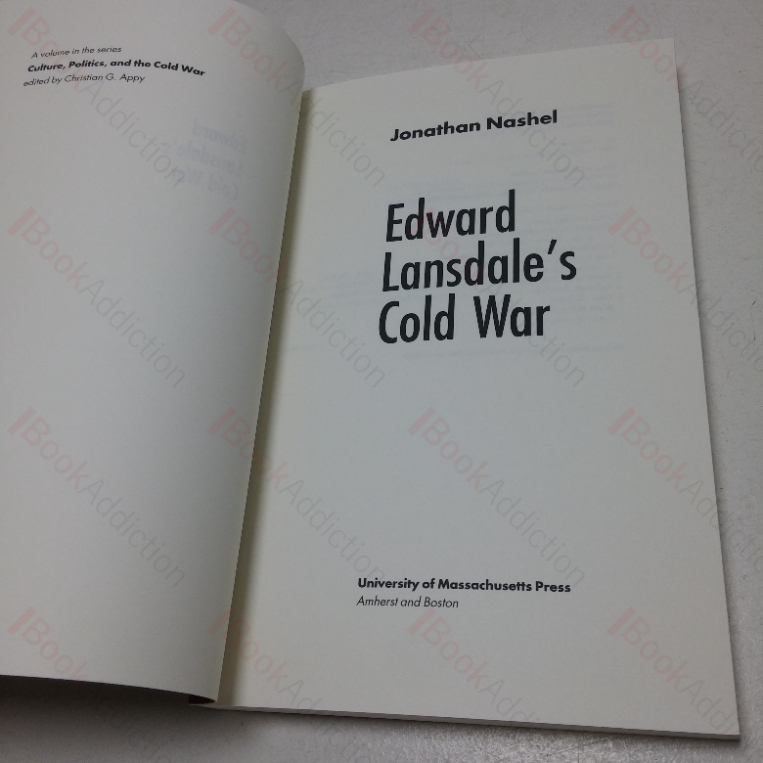 A volume in the series
Culture, Politics, and the Cold War
edited by Christian G. Appy
Jonathan Nashel
Edward
Lansdale's
Cold War
University of Massachusetts Press
Amherst and Boston
BookAddiction